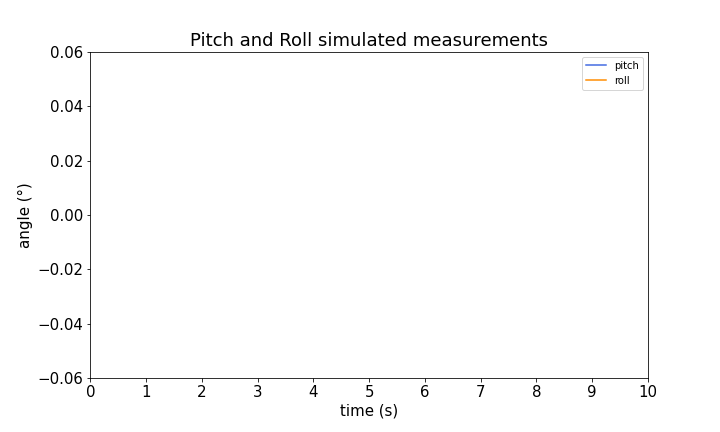 Pitch and Roll simulated measurements
pitch
roll
0.06
0.04
0.02
0.00
−0.02
−0.04
−0.06
angle (°)
0 1 2 3 4 5 6 7 8 9 10
time (s)